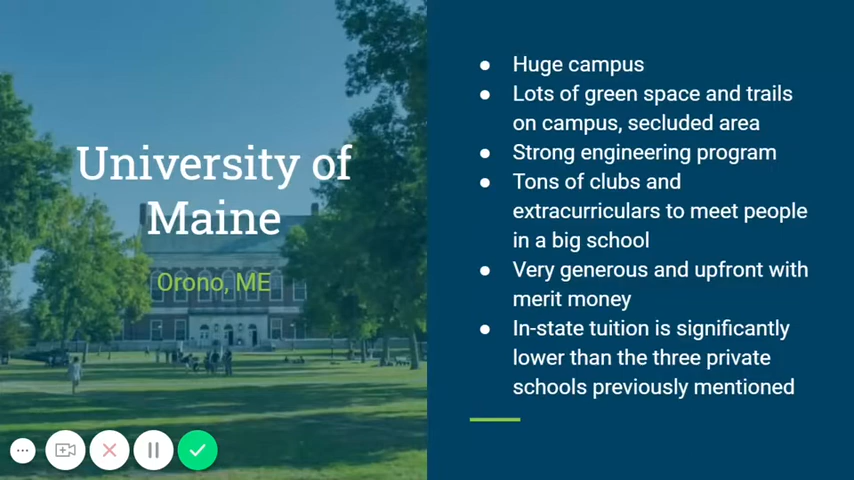 University of
Maine
Orono, ME
● Huge campus
● Lots of green space and trails
on campus, secluded area
● Strong engineering program
● Tons of clubs and
extracurriculars to meet people
in a big school
● Very generous and upfront with
merit money
● In-state tuition is significantly
lower than the three private
schools previously mentioned